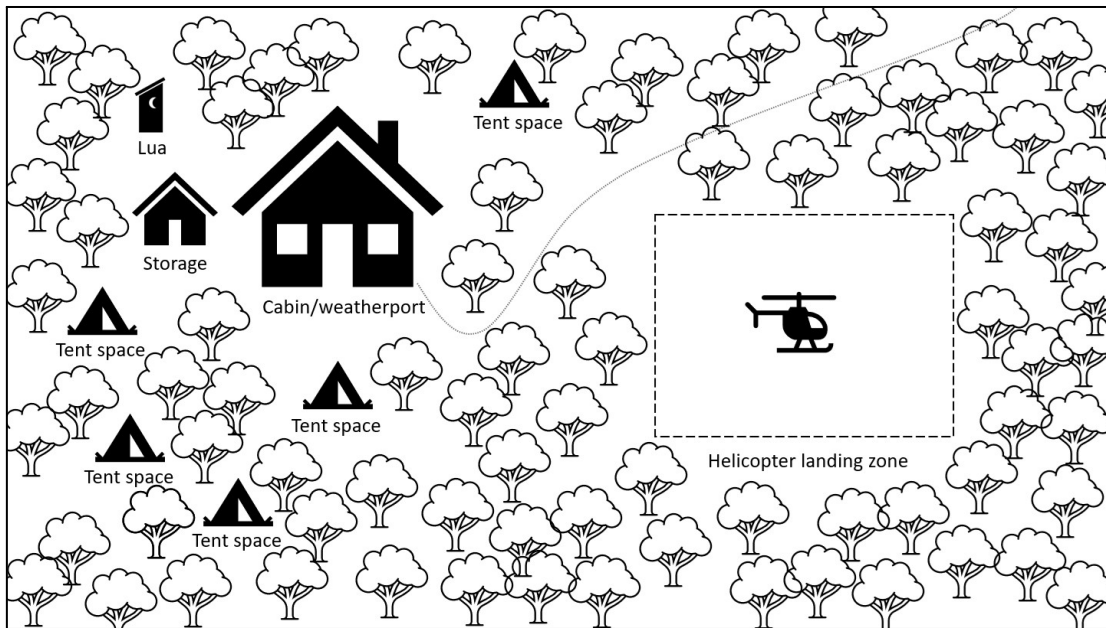 Tent space
Lua
Storage
Cabin/weatherport
Tent space
Tent space
Helicopter landing zone
Tent space
Tent space